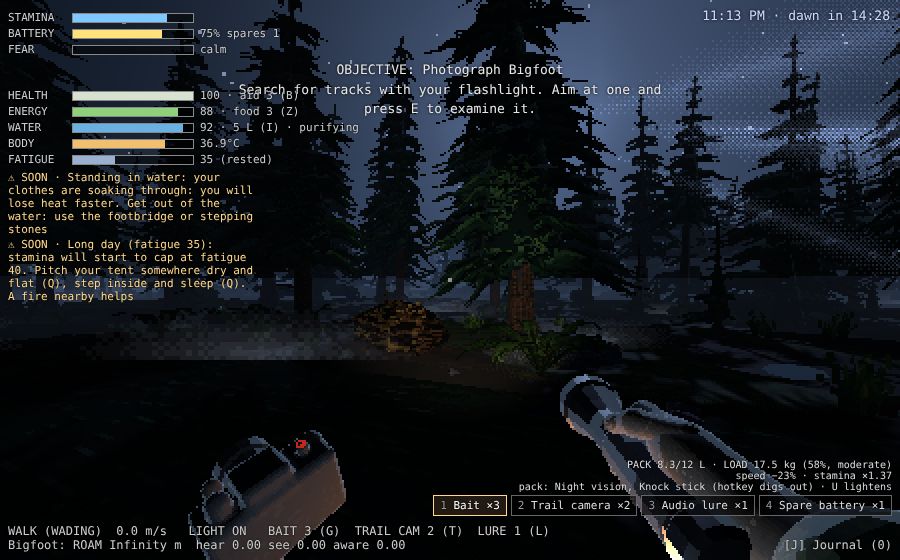 STAMINA
BATTERY 75% spares 1
FEAR calm
11:13 PM · dawn in 14:28
OBJECTIVE: Photograph Bigfoot
Search for tracks with your flashlight. Aim at one and
press E to examine it.
HEALTH 100 · aid 3 (B)
ENERGY 88 · food 3 (Z)
WATER 92 · 5 L (I) · purifying
BODY 36.9°C
FATIGUE 35 (rested)
⚠ SOON · Standing in water: your
clothes are soaking through: you will
lose heat faster. Get out of the
water: use the footbridge or stepping
stones
⚠ SOON · Long day (fatigue 35):
stamina will start to cap at fatigue
40. Pitch your tent somewhere dry and
flat (Q), step inside and sleep (Q).
A fire nearby helps
PACK 8.3/12 L · LOAD 17.5 kg (58%, moderate)
speed −23% · stamina ×1.37
pack: Night vision, Knock stick (hotkey digs out) · U lightens
1 Bait ×3 2 Trail camera ×2 3 Audio lure ×1 4 Spare battery ×1
WALK (WADING) 0.0 m/s LIGHT ON BAIT 3 (G) TRAIL CAM 2 (T) LURE 1 (L)
Bigfoot: ROAM Infinity m hear 0.00 see 0.00 aware 0.00
[J] Journal (0)